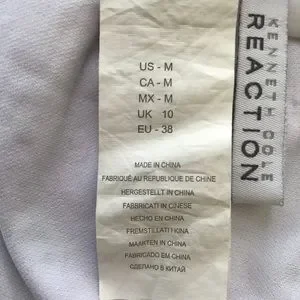 US - M
CA - M
MX - M
UK 10
EU - 38
MADE IN CHINA
FABRIQUÉ AU REPUBLIQUE DE CHINE
HERGESTELLT IN CHINA
FABBRICATI IN CINESE
HECHO EN CHINA
FREMSTILLAT I KINA
MAAKTEN IN CHINA
FABRICADO EM CHINA
СДЕЛАНО В КИТАЙ
KENNETH COLE
REACTION